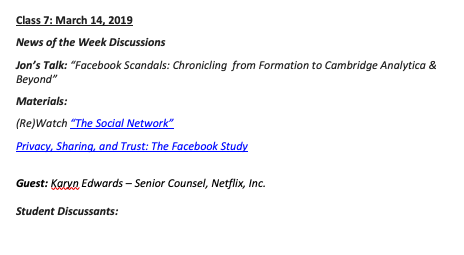 Class 7: March 14, 2019
News of the Week Discussions
Jon’s Talk: “Facebook Scandals: Chronicling  from Formation to Cambridge Analytica &
Beyond”
Materials:
(Re)Watch “The Social Network”
Privacy, Sharing, and Trust: The Facebook Study
Guest: Karyn Edwards – Senior Counsel, Netflix, Inc.
Student Discussants: